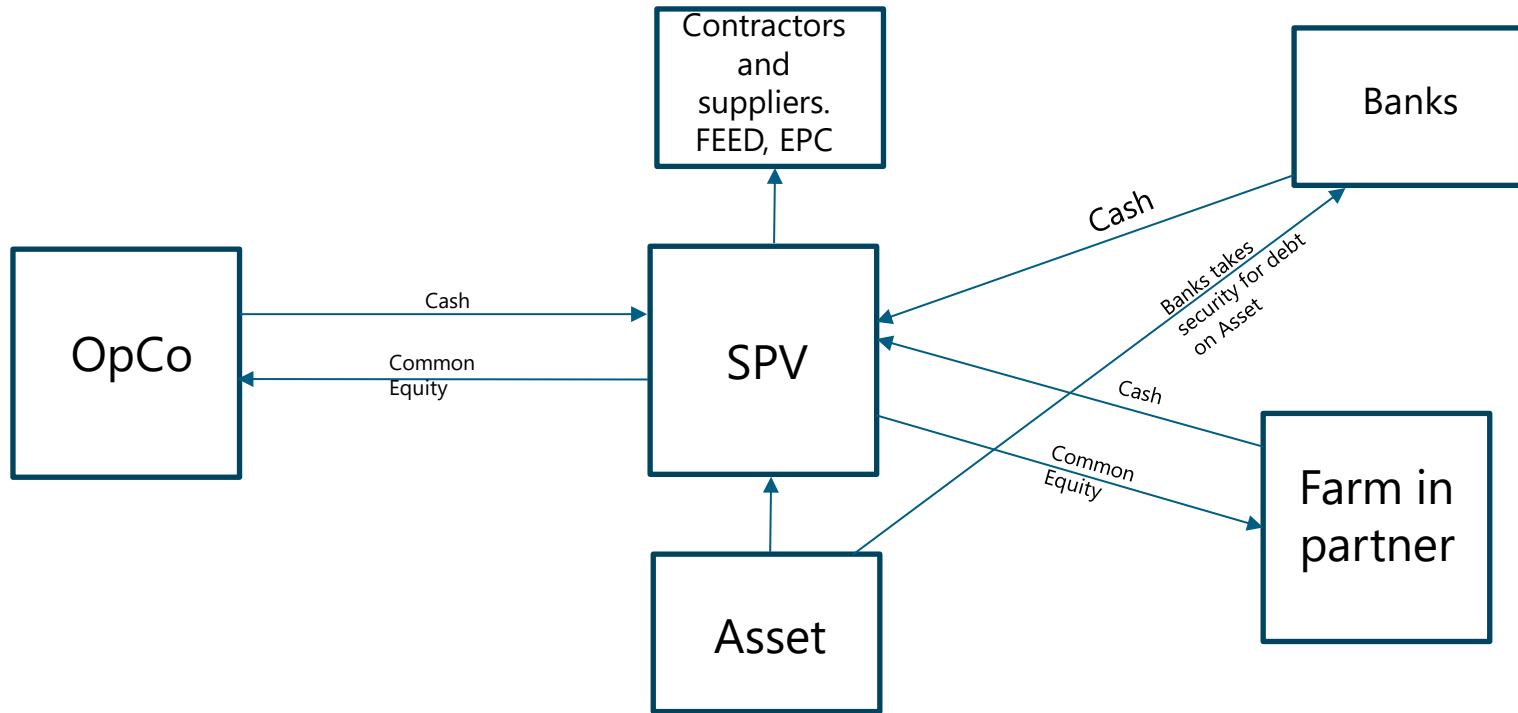 Contractors
and
suppliers.
FEED, EPC
Banks
Cash
Banks takes
security for debt
on Asset
OpCo
Cash
Common
Equity
SPV
Cash
Common
Equity
Farm in
partner
Asset